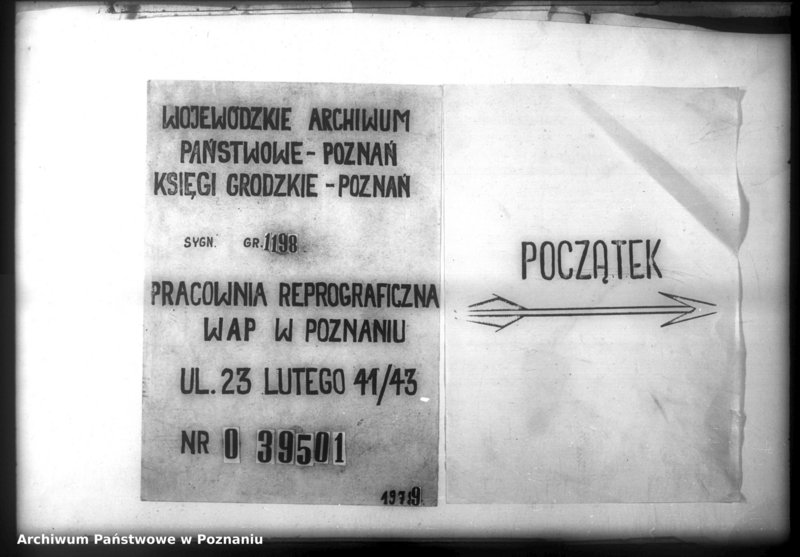 WOJEWÓDZKIE ARCHIWUM
PAŃSTWOWE - POZNAŃ
KSIĘGI GRODZKIE - POZNAŃ
SYGN. GR. 1198
PRACOWNIA REPROGRAFICZNA
WAP W POZNANIU
UL. 23 LUTEGO 41/43
NR 0 39501
1979
POCZĄTEK
Archiwum Państwowe w Poznaniu